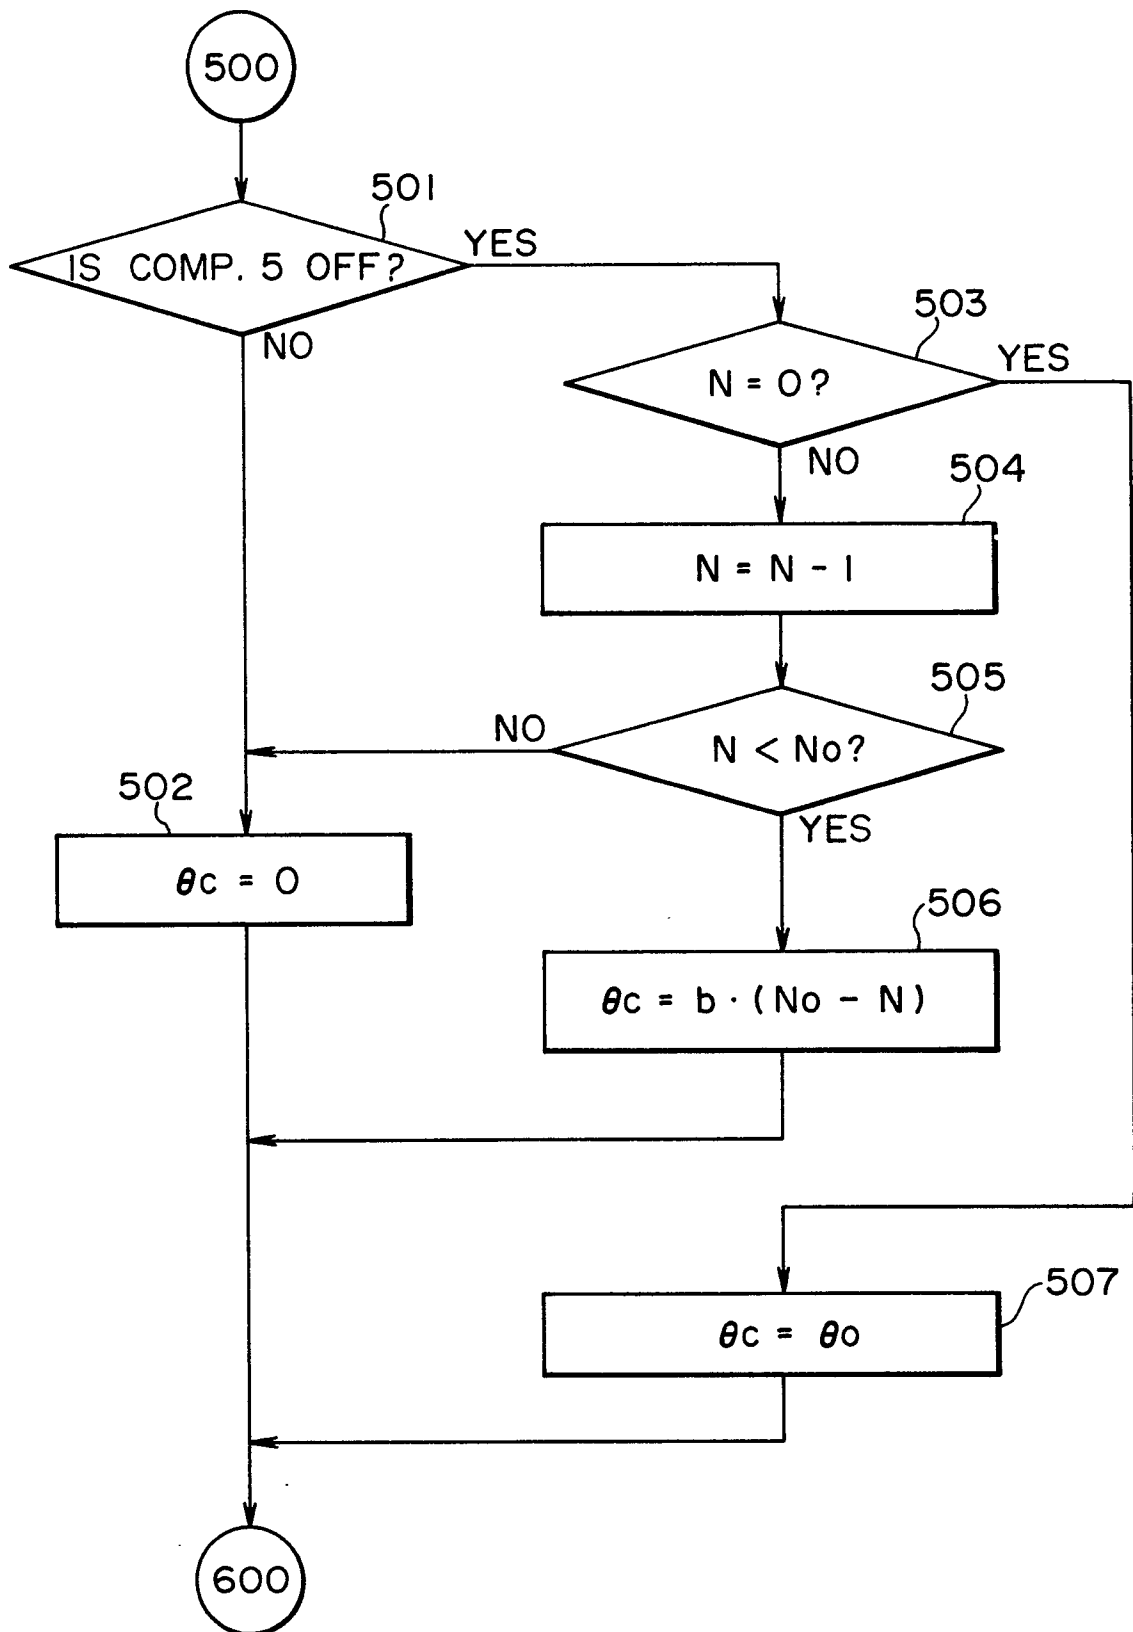 500
501
IS COMP. 5 OFF?
YES
NO
503
N = 0?
YES
NO
504
N = N - 1
505
N < No?
NO
YES
502
θc = 0
506
θc = b · (No - N)
507
θc = θo
600